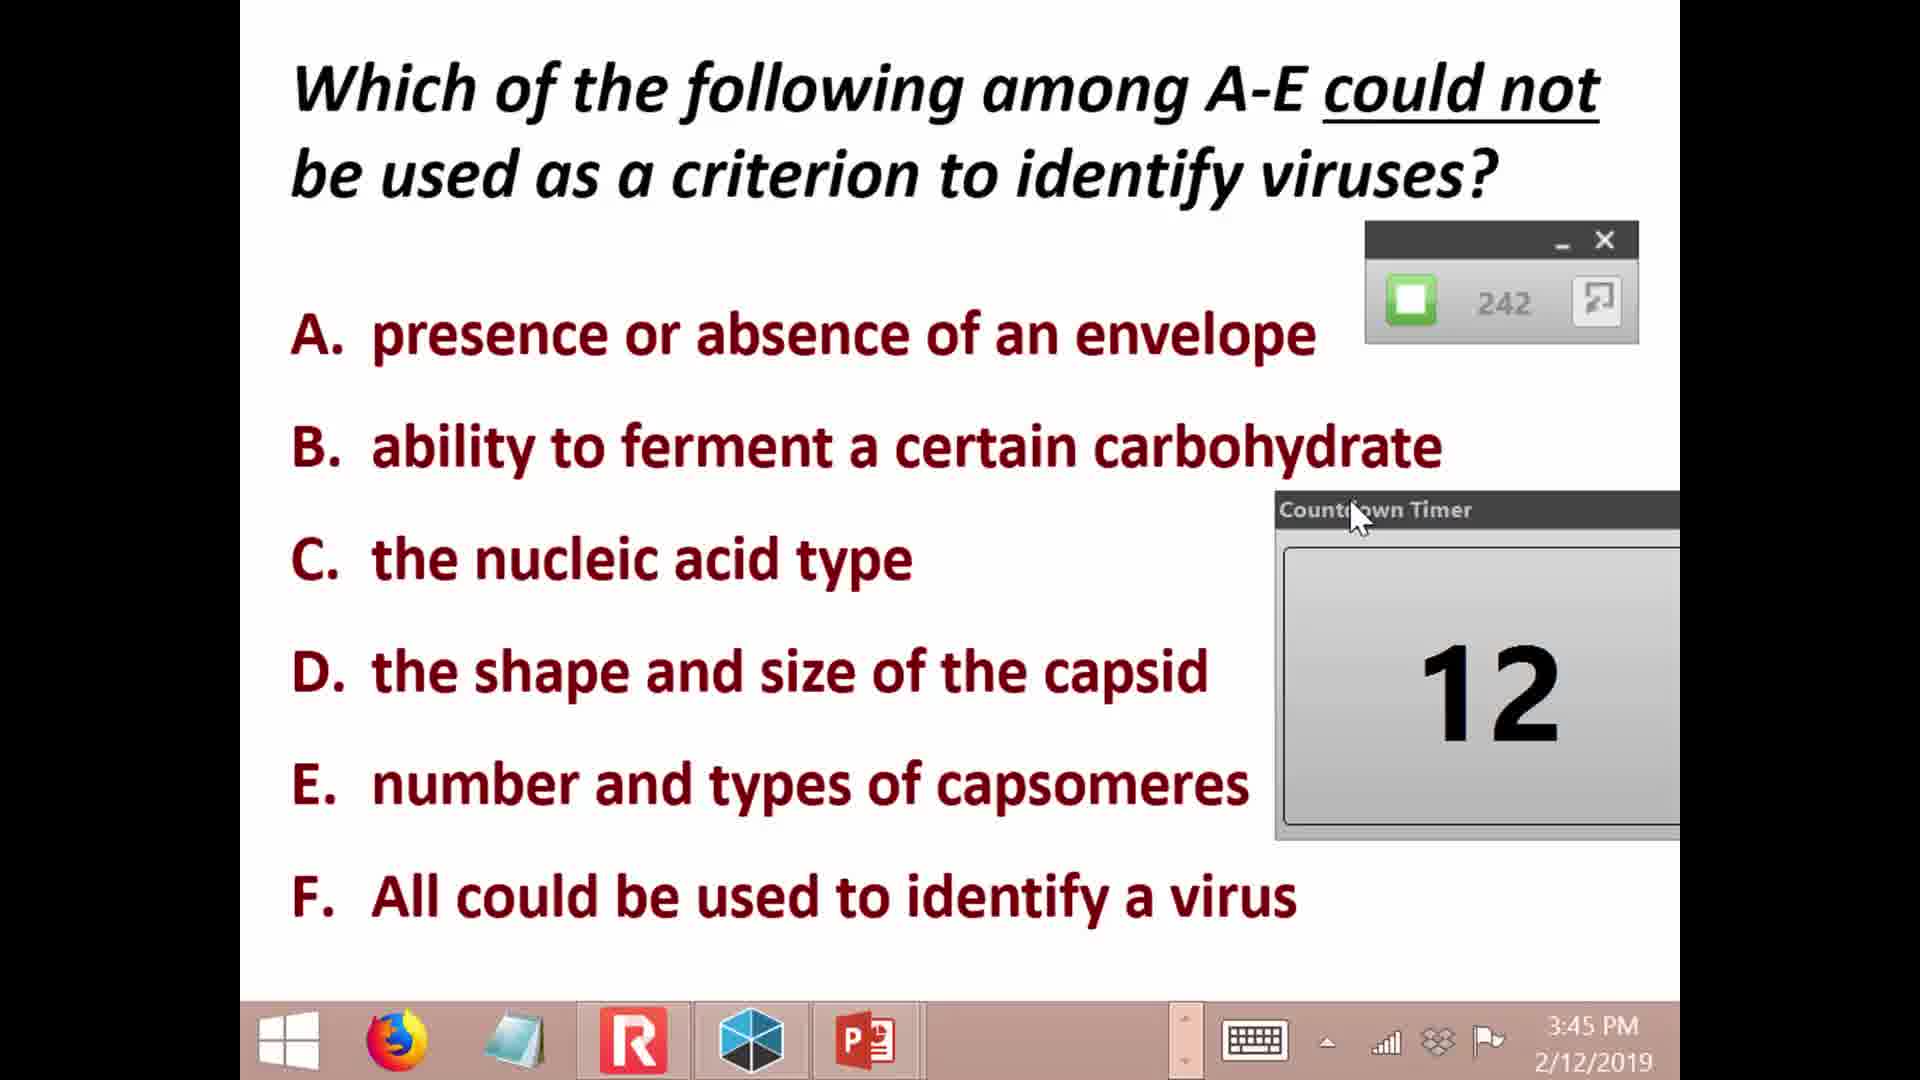 Which of the following among A-E could not
be used as a criterion to identify viruses?
242
A. presence or absence of an envelope
B. ability to ferment a certain carbohydrate
Countdown Timer
C. the nucleic acid type
12
D. the shape and size of the capsid
E. number and types of capsomeres
F. All could be used to identify a virus
3:45 PM
2/12/2019